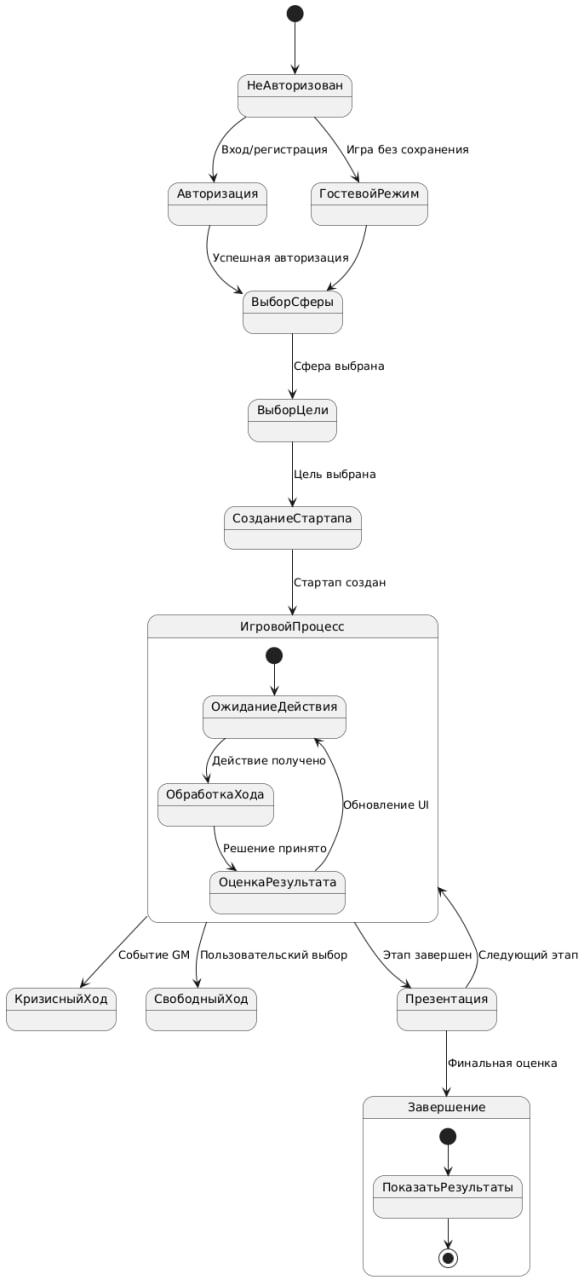 НеАвторизован
Вход/регистрация
Игра без сохранения
Авторизация
ГостевойРежим
Успешная авторизация
ВыборСферы
Сфера выбрана
ВыборЦели
Цель выбрана
СозданиеСтартапа
Стартап создан
ИгровойПроцесс
ОжиданиеДействия
Действие получено
ОбработкаХода
Обновление UI
Решение принято
ОценкаРезультата
Событие GM
Пользовательский выбор
Этап завершен
Следующий этап
КризисныйХод
СвободныйХод
Презентация
Финальная оценка
Завершение
ПоказатьРезультаты